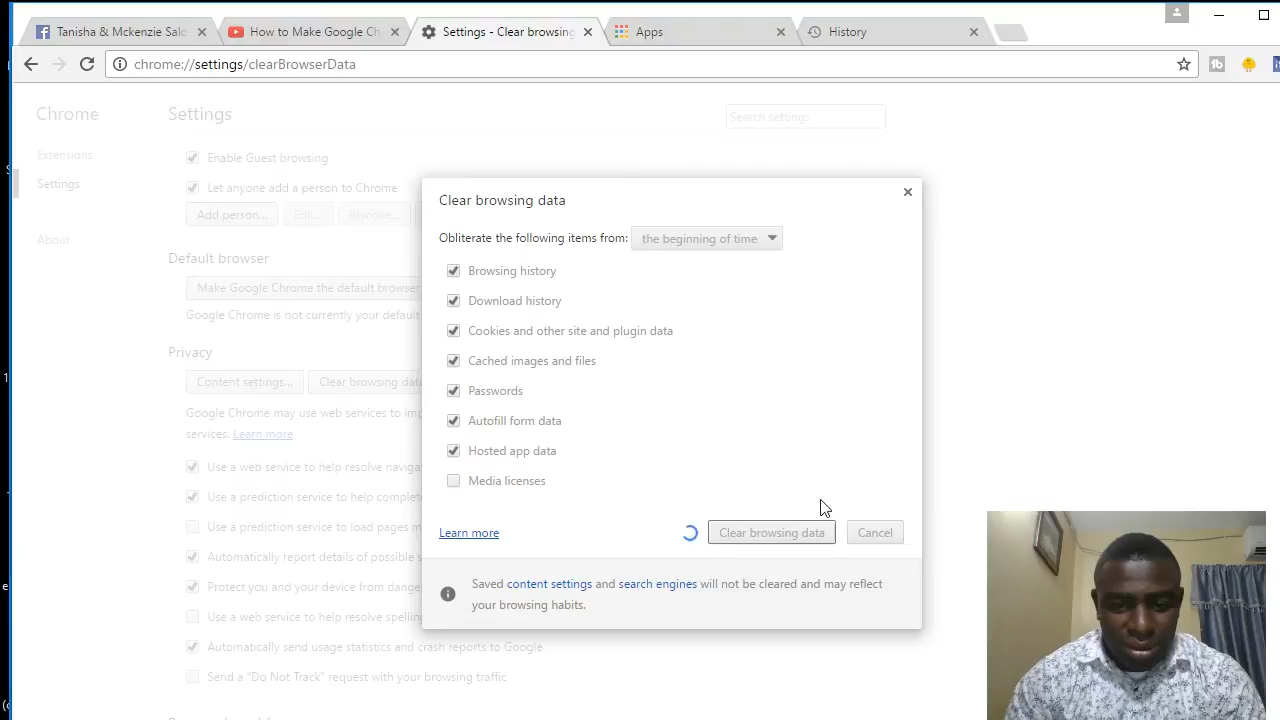 Tanisha & Mckenzie Salo
How to Make Google Ch
Settings - Clear browsing
Apps
History
chrome://settings/clearBrowserData
Chrome
Settings
Search settings
Extensions
Settings
About
Enable Guest browsing
Let anyone add a person to Chrome
Add person...
Edit...
Remove...
Default browser
Make Google Chrome the default browser
Google Chrome is not currently your default
Privacy
Content settings...
Clear browsing data
Google Chrome may use web services to imp
services. Learn more
Use a web service to help resolve naviga
Use a prediction service to help complet
Use a prediction service to load pages m
Automatically report details of possible s
Protect you and your device from dange
Use a web service to help resolve spelling
Automatically send usage statistics and crash reports to Google
Send a "Do Not Track" request with your browsing traffic
Clear browsing data
Obliterate the following items from:
the beginning of time
Browsing history
Download history
Cookies and other site and plugin data
Cached images and files
Passwords
Autofill form data
Hosted app data
Media licenses
Learn more
Clear browsing data
Cancel
Saved content settings and search engines will not be cleared and may reflect
your browsing habits.